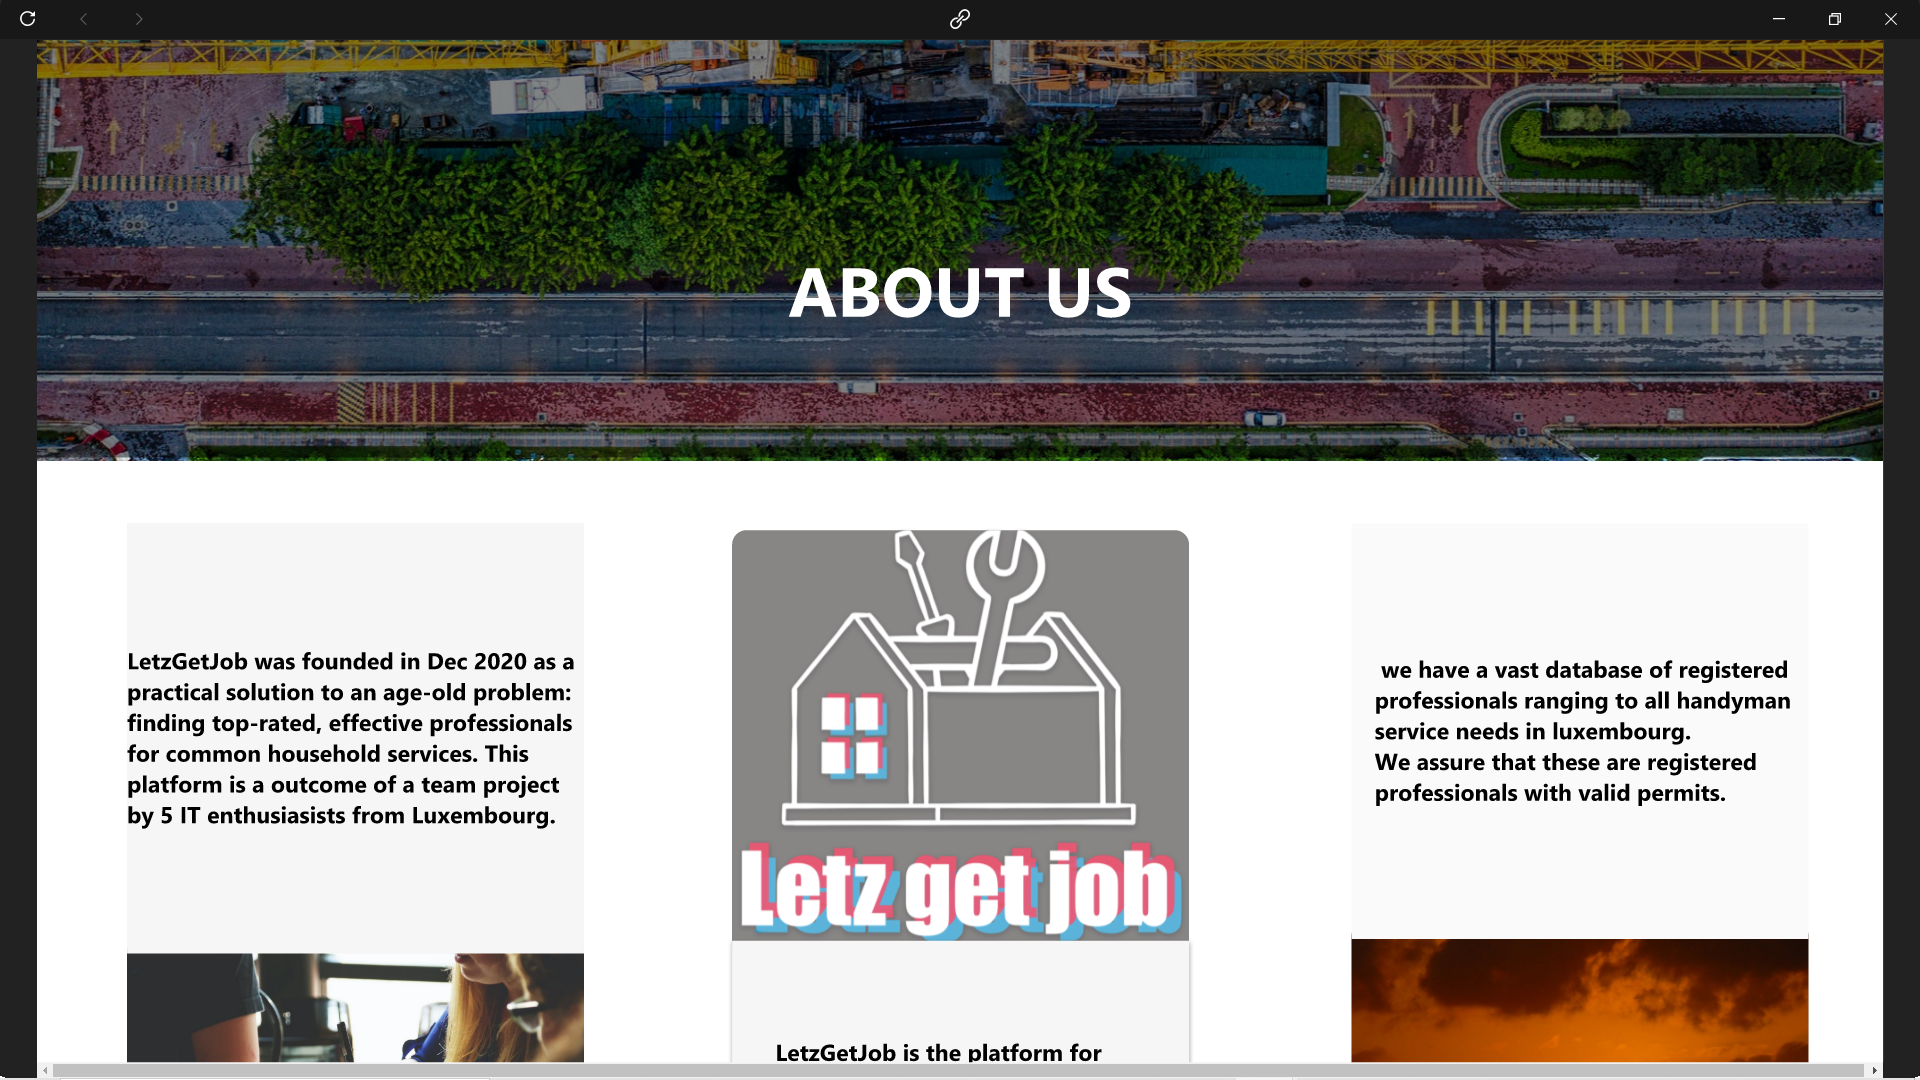 ABOUT US
LetzGetJob was founded in Dec 2020 as a
practical solution to an age-old problem:
finding top-rated, effective professionals
for common household services. This
platform is a outcome of a team project
by 5 IT enthusiasists from Luxembourg.
Letz get job
LetzGetJob is the platform for
we have a vast database of registered
professionals ranging to all handyman
service needs in luxembourg.
We assure that these are registered
professionals with valid permits.